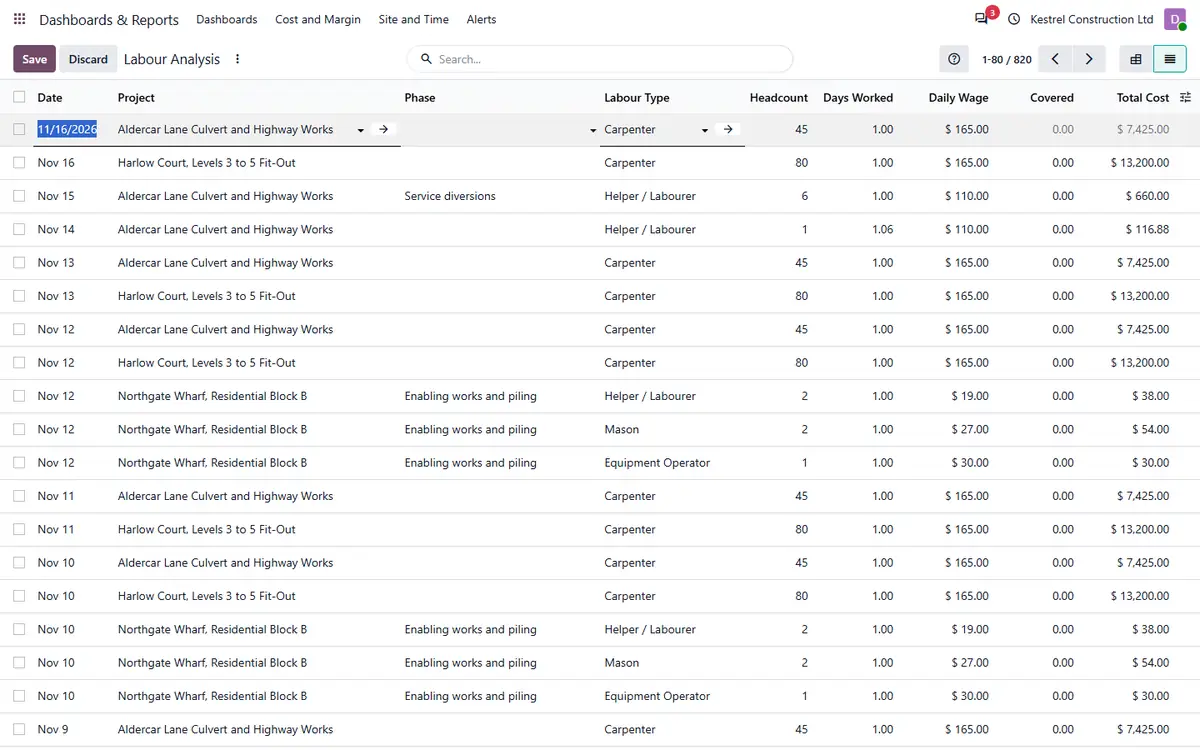 Dashboards & Reports Dashboards Cost and Margin Site and Time Alerts 3 Kestrel Construction Ltd D
Save Discard Labour Analysis Search... 1-80 / 820
Date Project Phase Labour Type Headcount Days Worked Daily Wage Covered Total Cost
11/16/2026 Aldercar Lane Culvert and Highway Works Carpenter 45 1.00 $ 165.00 0.00 $ 7,425.00
Nov 16 Harlow Court, Levels 3 to 5 Fit-Out Carpenter 80 1.00 $ 165.00 0.00 $ 13,200.00
Nov 15 Aldercar Lane Culvert and Highway Works Service diversions Helper / Labourer 6 1.00 $ 110.00 0.00 $ 660.00
Nov 14 Aldercar Lane Culvert and Highway Works Helper / Labourer 1 1.06 $ 110.00 0.00 $ 116.88
Nov 13 Aldercar Lane Culvert and Highway Works Carpenter 45 1.00 $ 165.00 0.00 $ 7,425.00
Nov 13 Harlow Court, Levels 3 to 5 Fit-Out Carpenter 80 1.00 $ 165.00 0.00 $ 13,200.00
Nov 12 Aldercar Lane Culvert and Highway Works Carpenter 45 1.00 $ 165.00 0.00 $ 7,425.00
Nov 12 Harlow Court, Levels 3 to 5 Fit-Out Carpenter 80 1.00 $ 165.00 0.00 $ 13,200.00
Nov 12 Northgate Wharf, Residential Block B Enabling works and piling Helper / Labourer 2 1.00 $ 19.00 0.00 $ 38.00
Nov 12 Northgate Wharf, Residential Block B Enabling works and piling Mason 2 1.00 $ 27.00 0.00 $ 54.00
Nov 12 Northgate Wharf, Residential Block B Enabling works and piling Equipment Operator 1 1.00 $ 30.00 0.00 $ 30.00
Nov 11 Aldercar Lane Culvert and Highway Works Carpenter 45 1.00 $ 165.00 0.00 $ 7,425.00
Nov 11 Harlow Court, Levels 3 to 5 Fit-Out Carpenter 80 1.00 $ 165.00 0.00 $ 13,200.00
Nov 10 Aldercar Lane Culvert and Highway Works Carpenter 45 1.00 $ 165.00 0.00 $ 7,425.00
Nov 10 Harlow Court, Levels 3 to 5 Fit-Out Carpenter 80 1.00 $ 165.00 0.00 $ 13,200.00
Nov 10 Northgate Wharf, Residential Block B Enabling works and piling Helper / Labourer 2 1.00 $ 19.00 0.00 $ 38.00
Nov 10 Northgate Wharf, Residential Block B Enabling works and piling Mason 2 1.00 $ 27.00 0.00 $ 54.00
Nov 10 Northgate Wharf, Residential Block B Enabling works and piling Equipment Operator 1 1.00 $ 30.00 0.00 $ 30.00
Nov 9 Aldercar Lane Culvert and Highway Works Carpenter 45 1.00 $ 165.00 0.00 $ 7,425.00